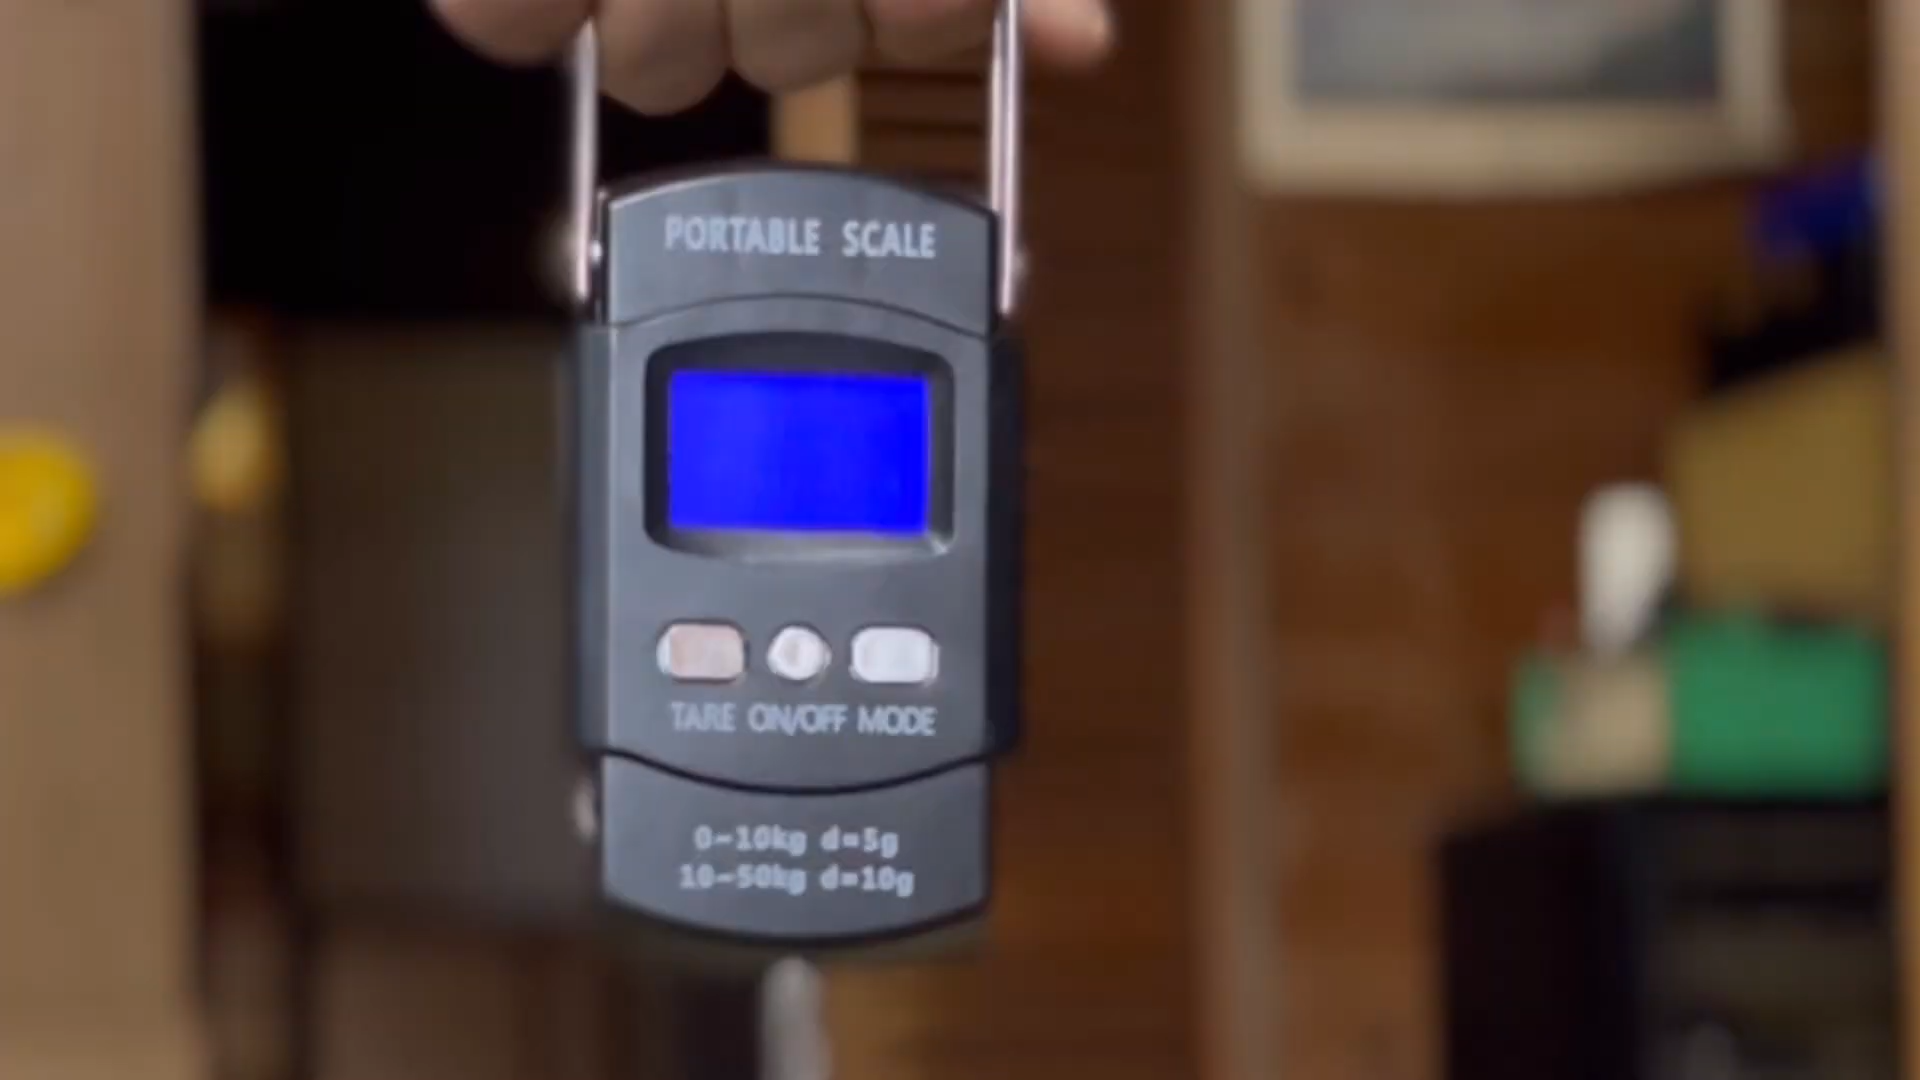 PORTABLE SCALE
TARE ON/OFF MODE
0~10kg d=5g
10~50kg d=10g